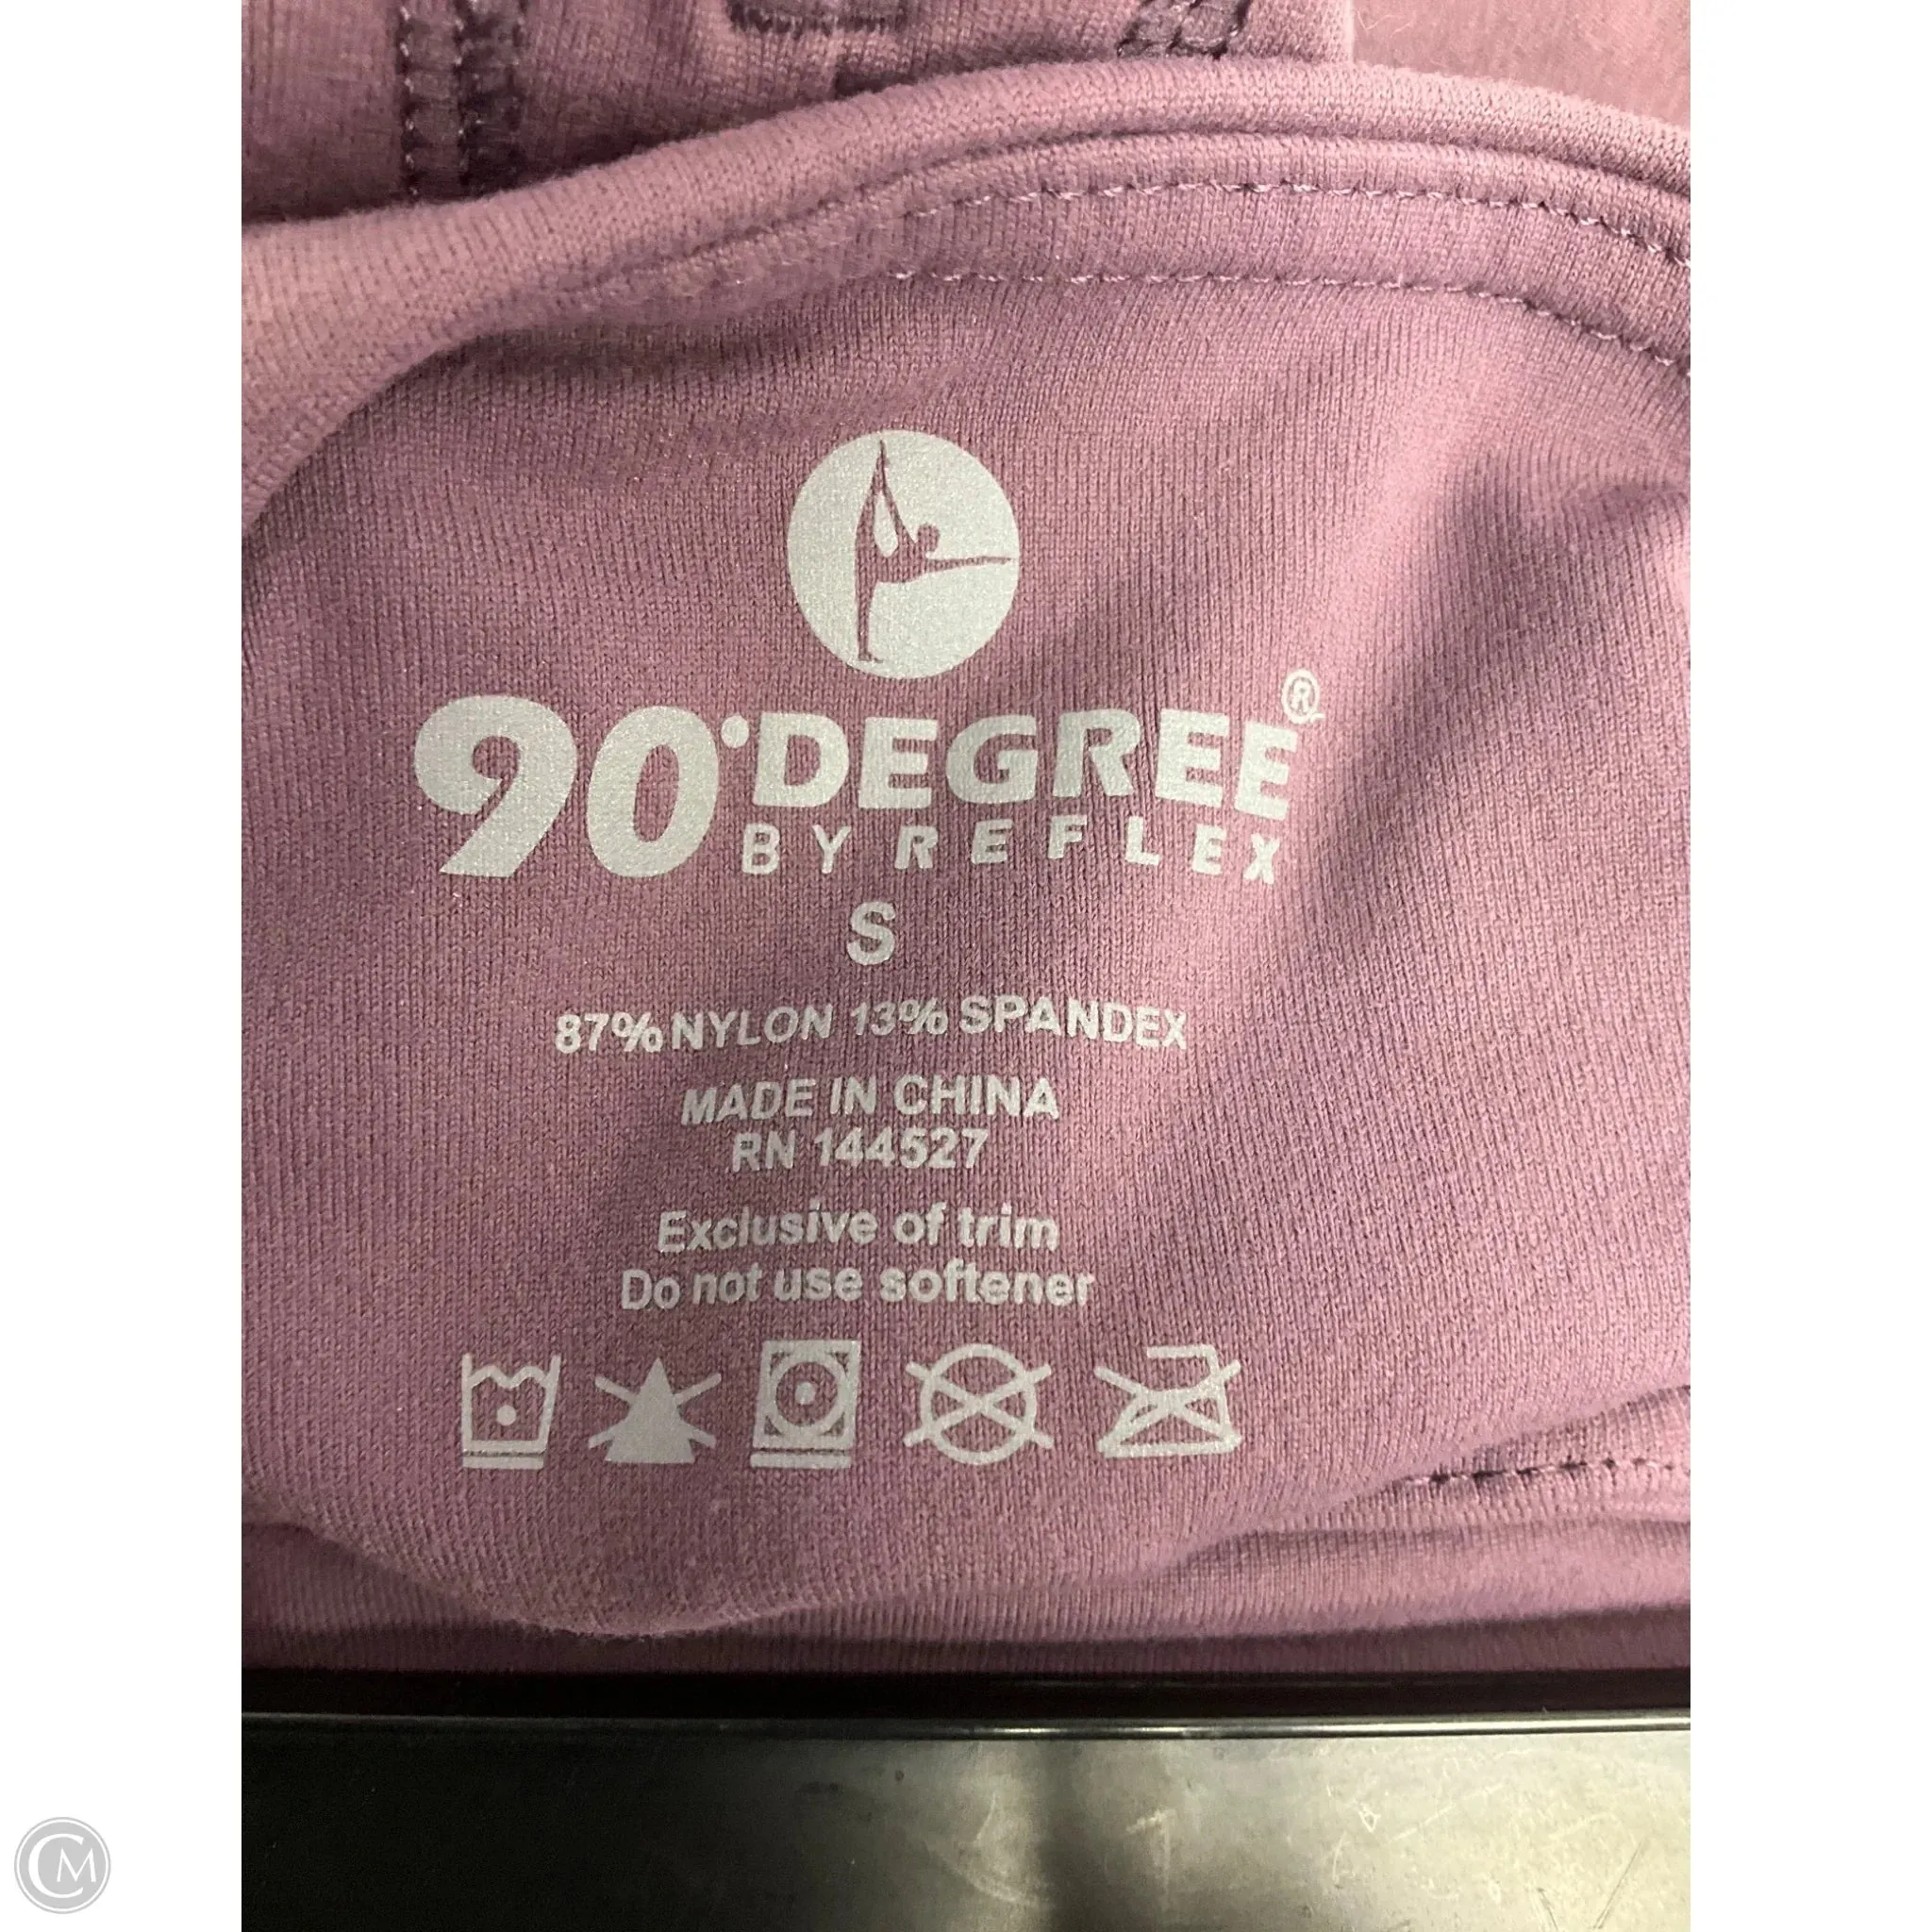 90°DEGREE®
BY REFLEX
S
87% NYLON 13% SPANDEX
MADE IN CHINA
RN 144527
Exclusive of trim
Do not use softener
CM